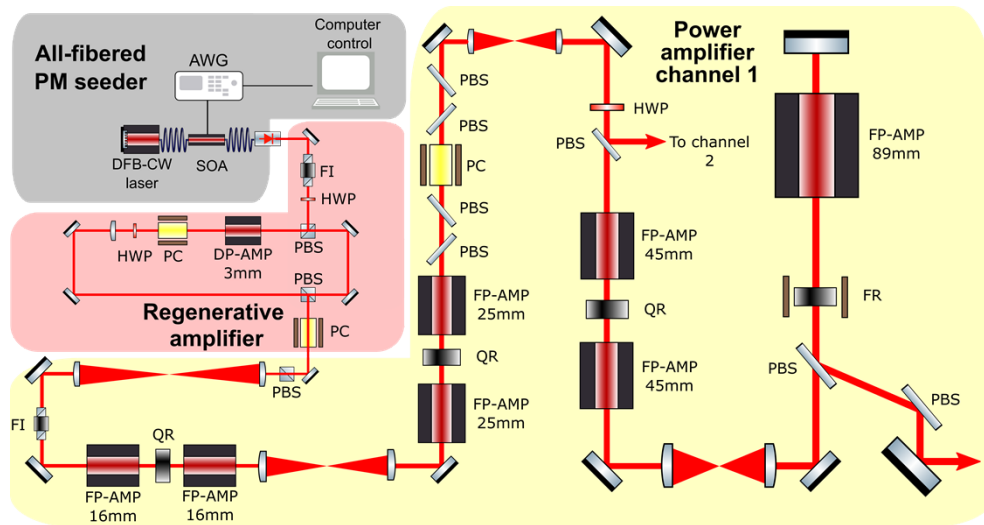 All-fibered
PM seeder
AWG
Computer
control
DFB-CW
laser
SOA
FI
HWP
PBS
HWP
PC
DP-AMP
3mm
PBS
Regenerative
amplifier
PC
PBS
FI
QR
FP-AMP
16mm
FP-AMP
16mm
PBS
PBS
PC
PBS
PBS
FP-AMP
25mm
QR
FP-AMP
25mm
Power
amplifier
channel 1
HWP
PBS
To channel
2
FP-AMP
45mm
QR
FP-AMP
45mm
FP-AMP
89mm
FR
PBS
PBS